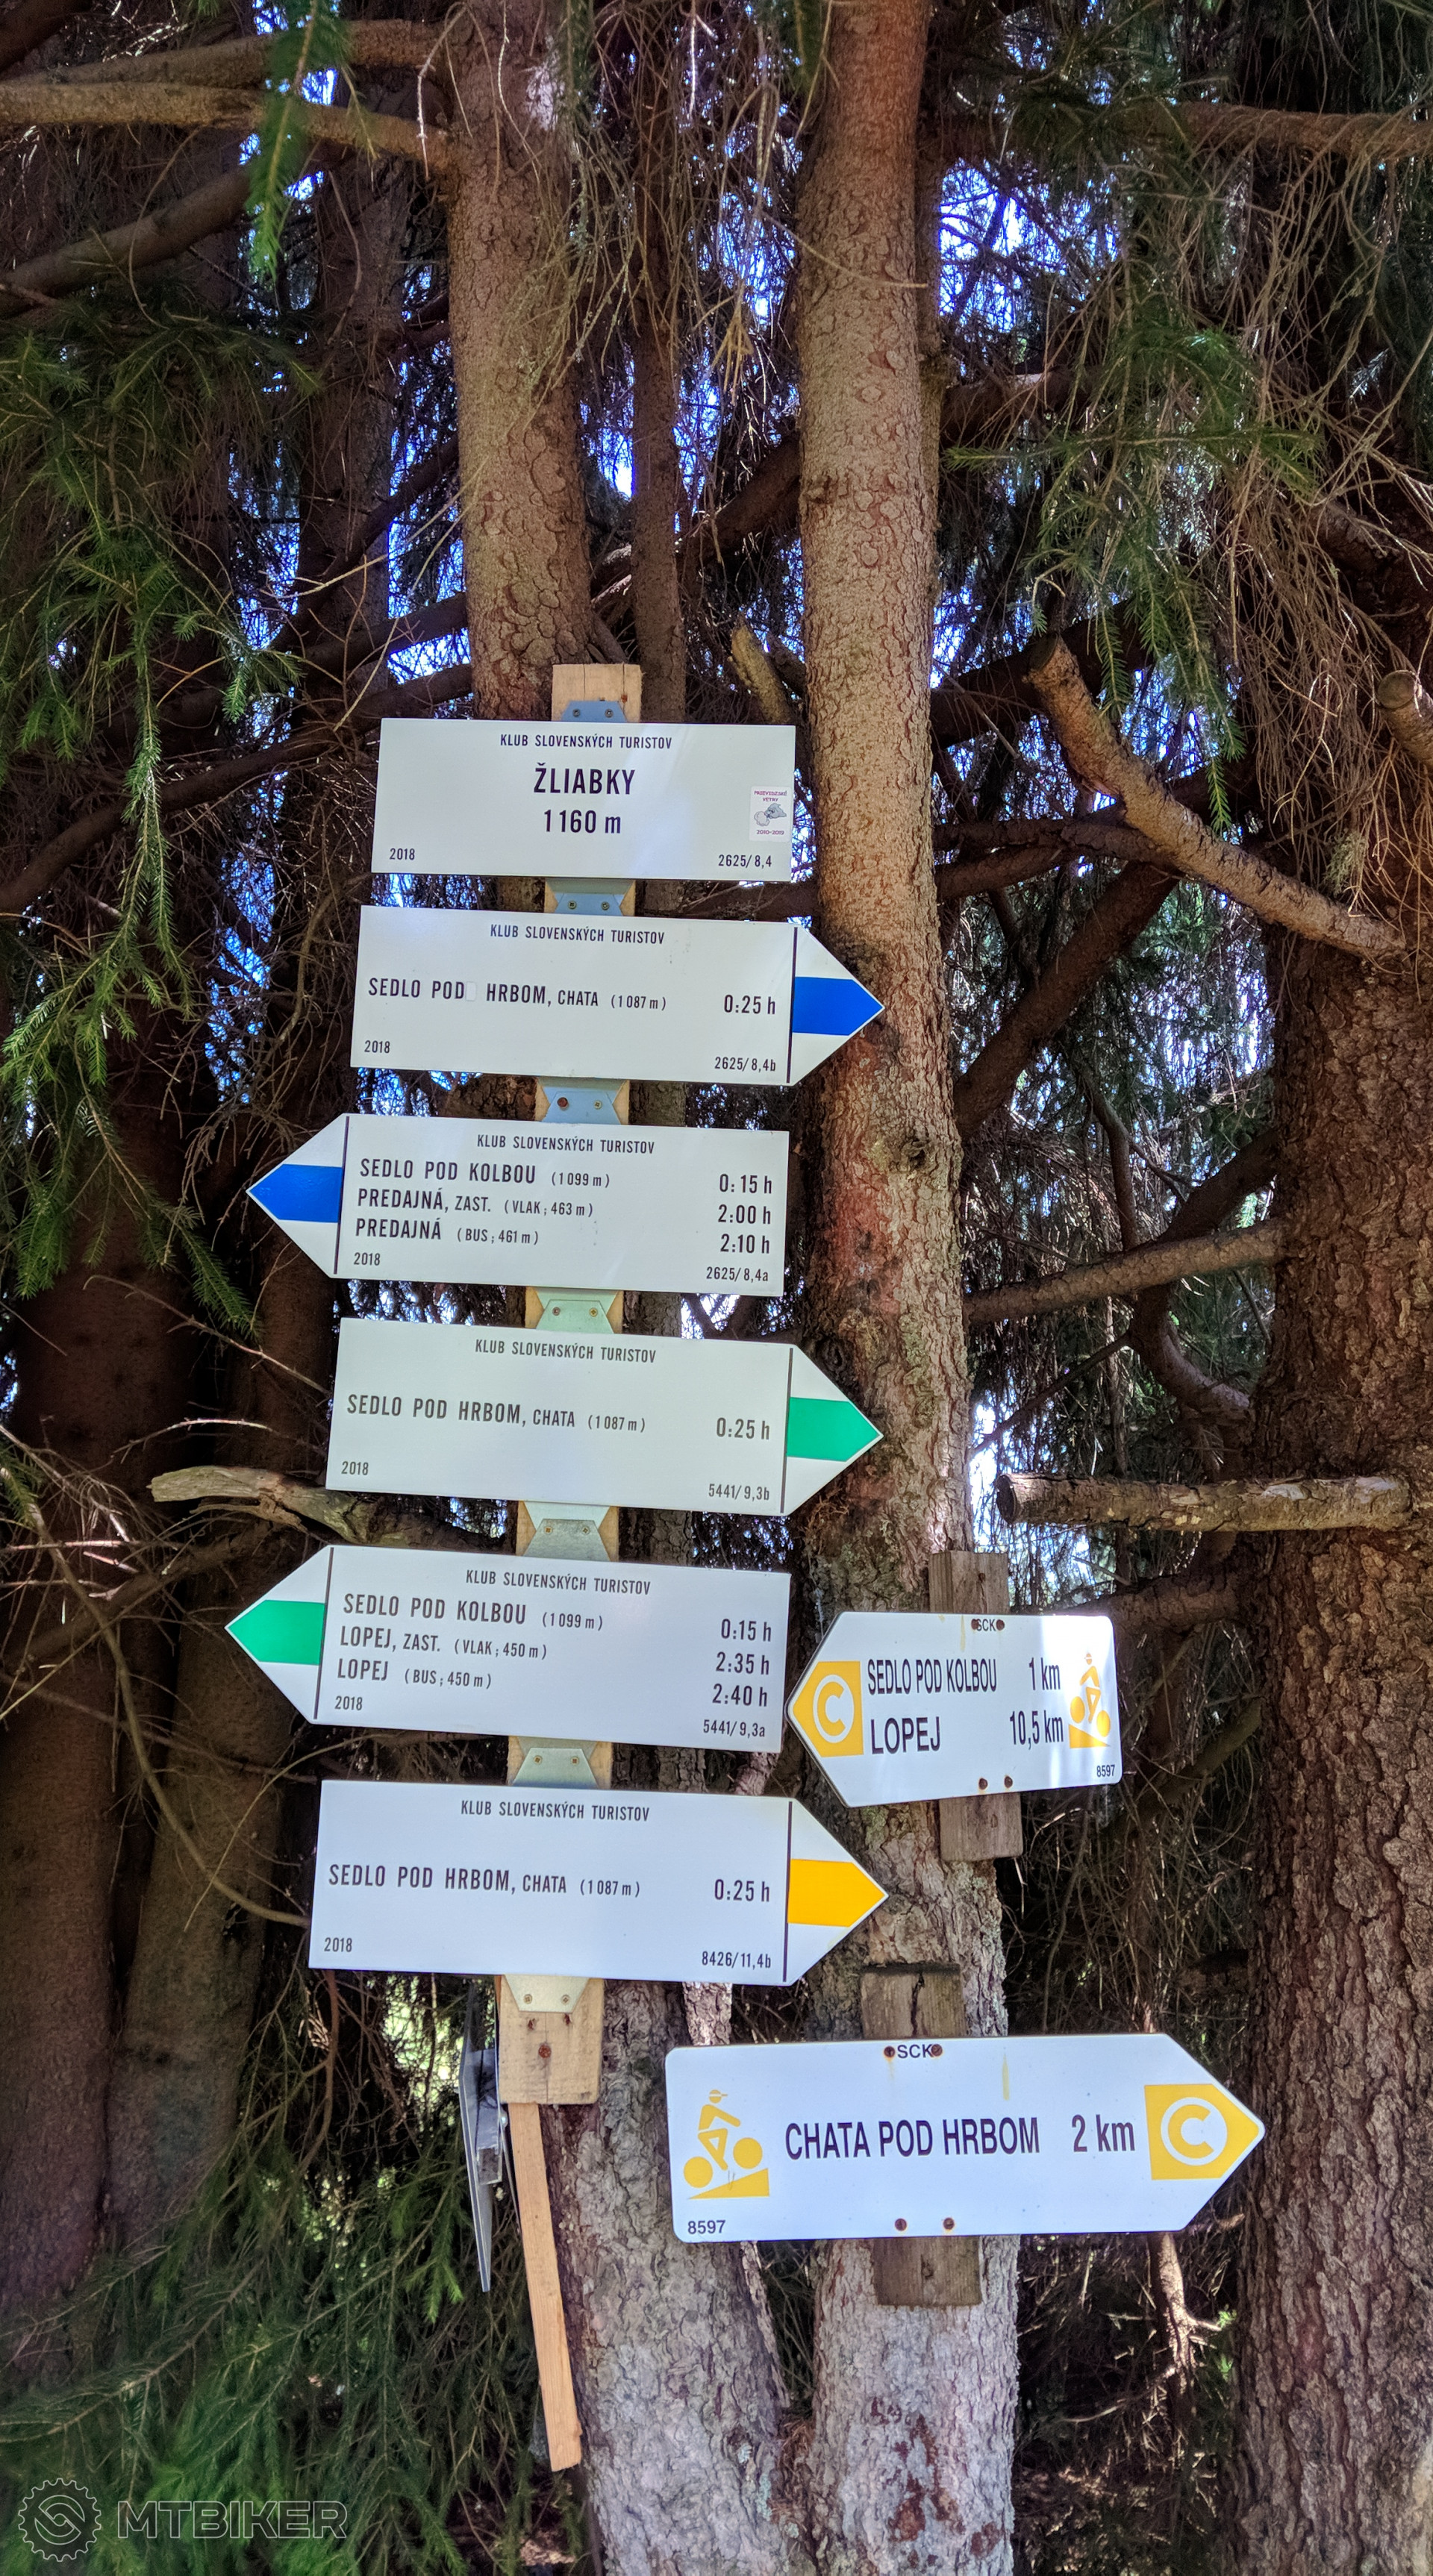 KLUB SLOVENSKÝCH TURISTOV
ŽLIABKY
1160 m
PRIEVIDZSKÉ
VETRY
2010-2019
2018 2625/8,4
KLUB SLOVENSKÝCH TURISTOV
SEDLO POD HRBOM, CHATA (1087 m) 0:25 h
2018 2625/8,4b
KLUB SLOVENSKÝCH TURISTOV
SEDLO POD KOLBOU (1099 m) 0:15 h
PREDAJNÁ, ZAST. (VLAK; 463 m) 2:00 h
PREDAJNÁ (BUS; 461 m) 2:10 h
2018 2625/8,4a
KLUB SLOVENSKÝCH TURISTOV
SEDLO POD HRBOM, CHATA (1087 m) 0:25 h
2018 5441/9,3b
KLUB SLOVENSKÝCH TURISTOV
SEDLO POD KOLBOU (1099 m) 0:15 h
LOPEJ, ZAST. (VLAK; 450 m) 2:35 h
LOPEJ (BUS; 450 m) 2:40 h
2018 5441/9,3a
SCK
C SEDLO POD KOLBOU 1 km
LOPEJ 10,5 km
8597
KLUB SLOVENSKÝCH TURISTOV
SEDLO POD HRBOM, CHATA (1087 m) 0:25 h
2018 8426/11,4b
SCK
CHATA POD HRBOM 2 km C
8597
MTBIKER